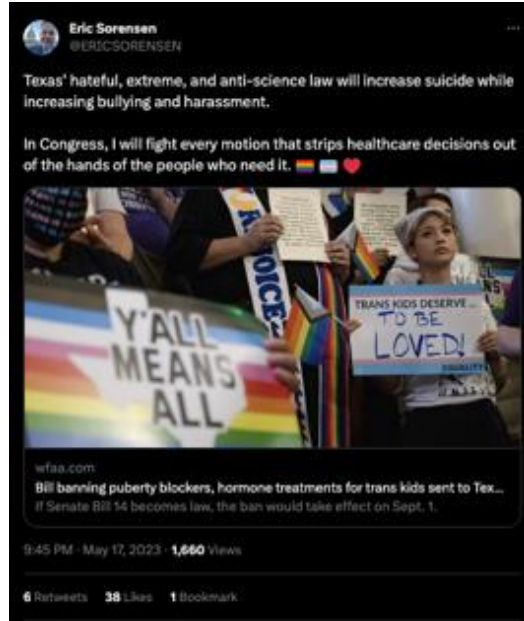 Eric Sorensen
@ERICSORENSEN
Texas' hateful, extreme, and anti-science law will increase suicide while
increasing bullying and harassment.
In Congress, I will fight every motion that strips healthcare decisions out
of the hands of the people who need it.
Y'ALL
MEANS
ALL
TRANS KIDS DESERVE...
TO BE
LOVED!
EQUALITY
wfaa.com
Bill banning puberty blockers, hormone treatments for trans kids sent to Tex...
If Senate Bill 14 becomes law, the ban would take effect on Sept. 1.
9:45 PM · May 17, 2023 · 1,660 Views
6 Retweets 38 Likes 1 Bookmark